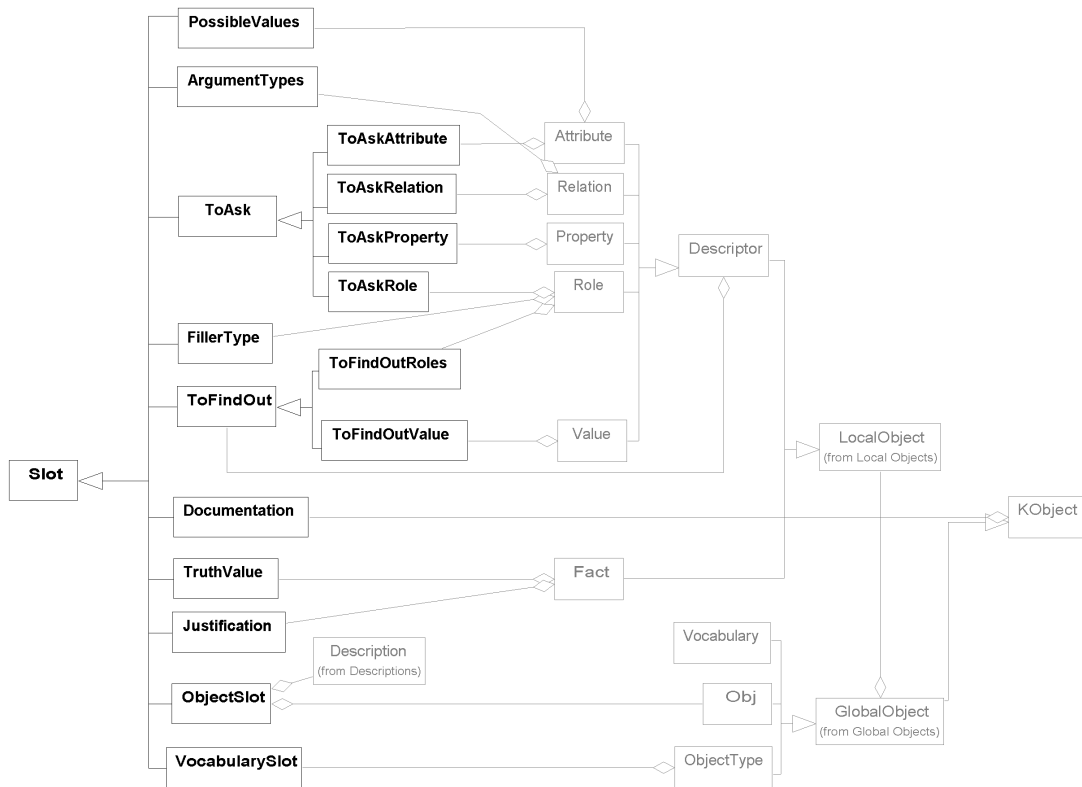 PossibleValues
ArgumentTypes
ToAskAttribute
Attribute
ToAskRelation
Relation
ToAsk
ToAskProperty
Property
Descriptor
ToAskRole
Role
FillerType
ToFindOutRoles
ToFindOut
ToFindOutValue
Value
LocalObject
(from Local Objects)
Slot
Documentation
KObject
TruthValue
Fact
Justification
Vocabulary
Description
(from Descriptions)
ObjectSlot
Obj
GlobalObject
(from Global Objects)
VocabularySlot
ObjectType